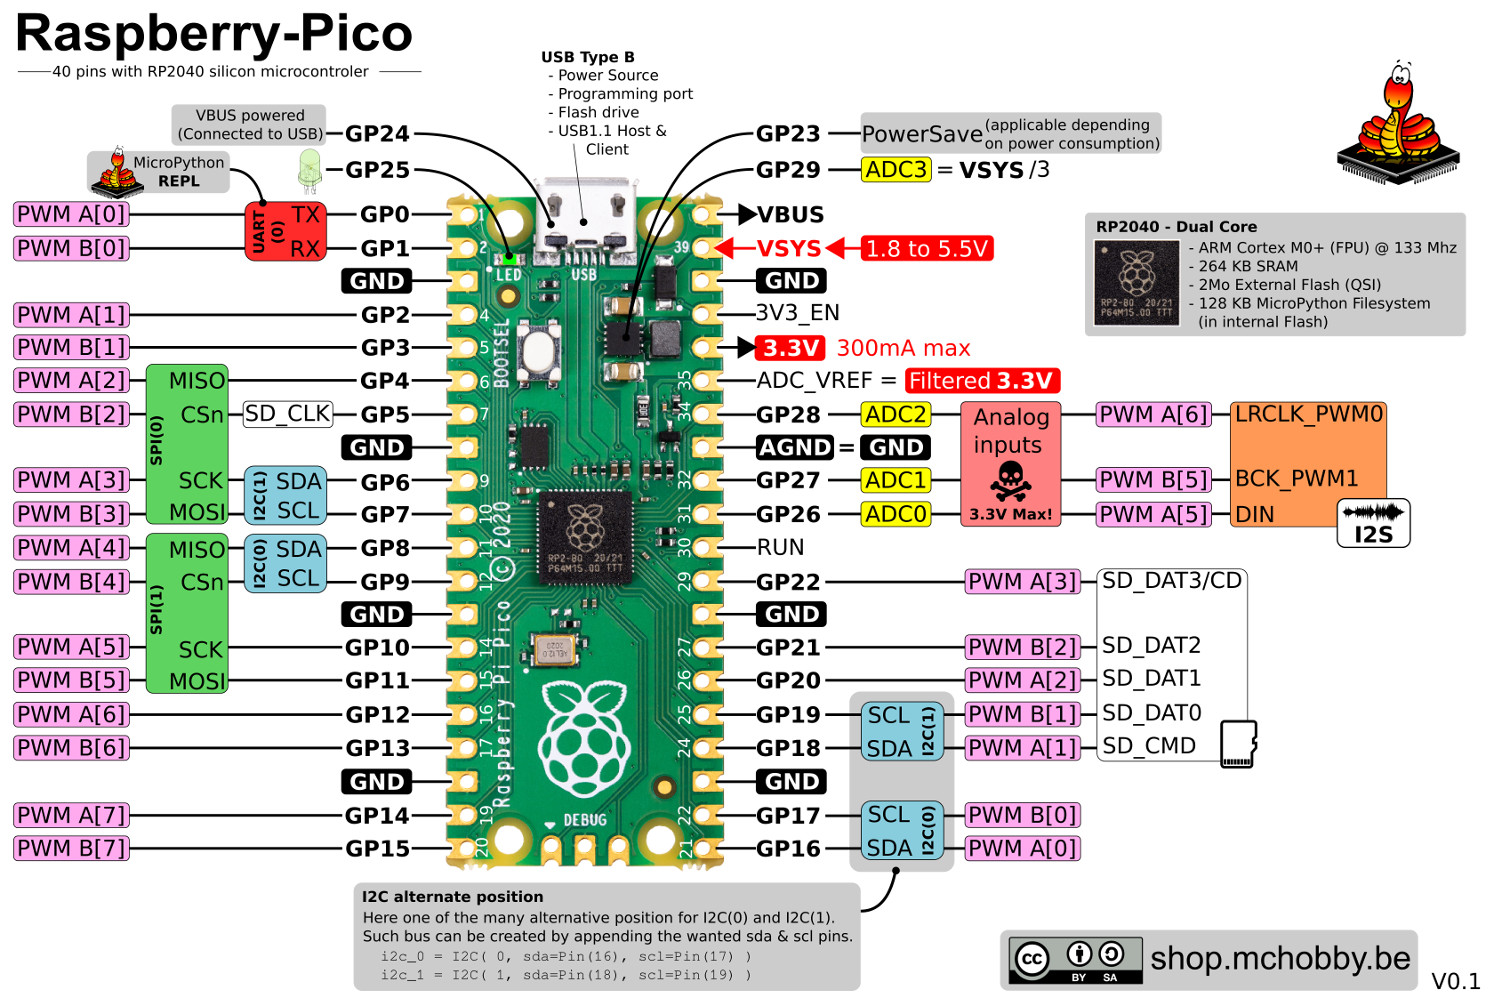 Raspberry-Pico
40 pins with RP2040 silicon microcontroler
USB Type B
- Power Source
- Programming port
- Flash drive
- USB1.1 Host &
Client
VBUS powered
(Connected to USB)
GP24
GP25
MicroPython
REPL
GP23
PowerSave (applicable depending
on power consumption)
GP29 ADC3 = VSYS /3
PWM A[0] UART (0) TX GP0
PWM B[0] RX GP1
GND
PWM A[1] GP2
PWM B[1] GP3
PWM A[2] SPI(0) MISO GP4
PWM B[2] CSn SD_CLK GP5
GND
PWM A[3] SCK I2C(1) SDA GP6
PWM B[3] MOSI SCL GP7
PWM A[4] SPI(1) MISO I2C(0) SDA GP8
PWM B[4] CSn SCL GP9
GND
PWM A[5] SCK GP10
PWM B[5] MOSI GP11
PWM A[6] GP12
PWM B[6] GP13
GND
PWM A[7] GP14
PWM B[7] GP15
1
2
4
5
6
7
9
10
11
12
14
15
16
17
19
20
LED
USB
BOOTSEL
Raspberry Pi Pico © 2020
RP2-B0 20/21
P64M15.00 TTT
DEBUG
39
35
34
32
31
30
29
27
26
25
24
22
21
VBUS
VSYS 1.8 to 5.5V
GND
3V3_EN
3.3V 300mA max
ADC_VREF = Filtered 3.3V
GP28 ADC2 Analog PWM A[6] LRCLK_PWM0
AGND = GND inputs
GP27 ADC1 PWM B[5] BCK_PWM1
GP26 ADC0 3.3V Max! PWM A[5] DIN
I2S
RUN
GP22 PWM A[3] SD_DAT3/CD
GND
GP21 PWM B[2] SD_DAT2
GP20 PWM A[2] SD_DAT1
GP19 SCL I2C(1) PWM B[1] SD_DAT0
GP18 SDA PWM A[1] SD_CMD
GND
GP17 SCL I2C(0) PWM B[0]
GP16 SDA PWM A[0]
RP2040 - Dual Core
- ARM Cortex M0+ (FPU) @ 133 Mhz
- 264 KB SRAM
- 2Mo External Flash (QSI)
- 128 KB MicroPython Filesystem
(in internal Flash)
RP2-B0 20/21
P64M15.00 TTT
I2C alternate position
Here one of the many alternative position for I2C(0) and I2C(1).
Such bus can be created by appending the wanted sda & scl pins.
i2c_0 = I2C( 0, sda=Pin(16), scl=Pin(17) )
i2c_1 = I2C( 1, sda=Pin(18), scl=Pin(19) )
cc BY SA
shop.mchobby.be
V0.1